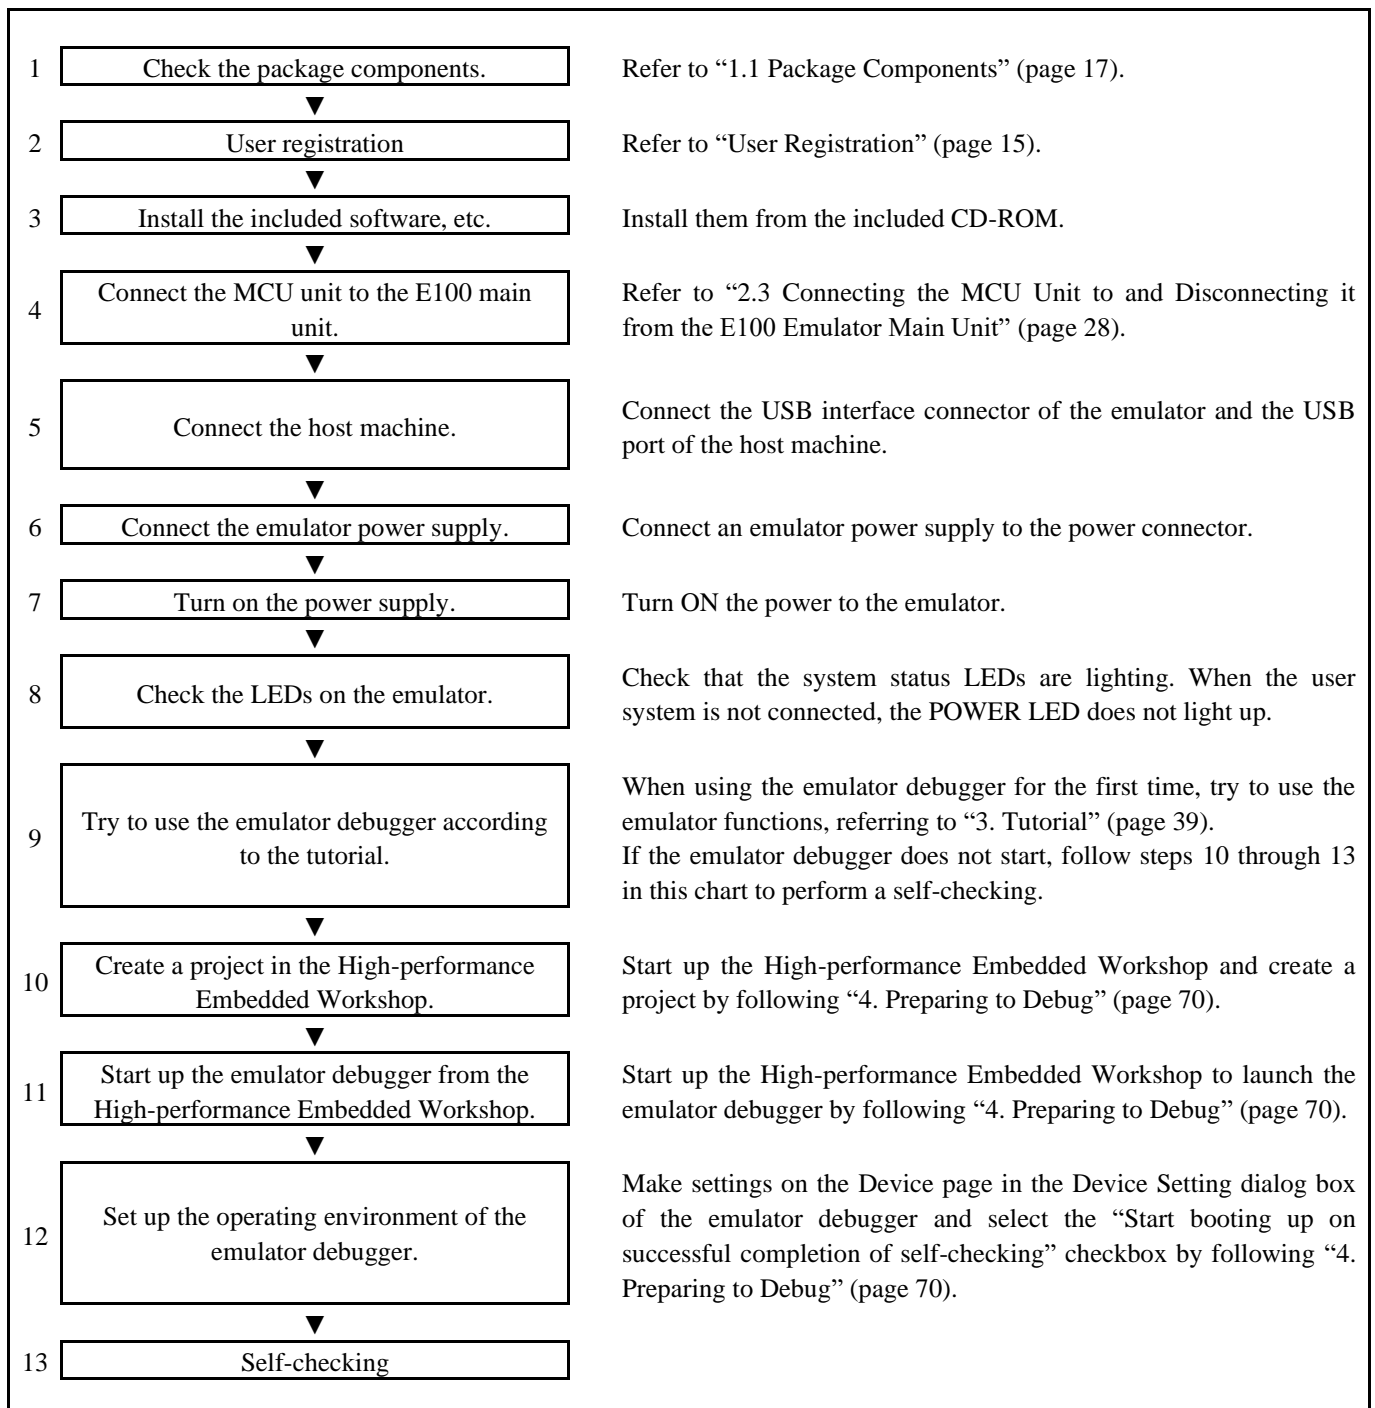 1
Check the package components.
Refer to “1.1 Package Components” (page 17).
2
User registration
Refer to “User Registration” (page 15).
3
Install the included software, etc.
Install them from the included CD-ROM.
4
Connect the MCU unit to the E100 main
unit.
Refer to “2.3 Connecting the MCU Unit to and Disconnecting it
from the E100 Emulator Main Unit” (page 28).
5
Connect the host machine.
Connect the USB interface connector of the emulator and the USB
port of the host machine.
6
Connect the emulator power supply.
Connect an emulator power supply to the power connector.
7
Turn on the power supply.
Turn ON the power to the emulator.
8
Check the LEDs on the emulator.
Check that the system status LEDs are lighting. When the user
system is not connected, the POWER LED does not light up.
9
Try to use the emulator debugger according
to the tutorial.
When using the emulator debugger for the first time, try to use the
emulator functions, referring to “3. Tutorial” (page 39).
If the emulator debugger does not start, follow steps 10 through 13
in this chart to perform a self-checking.
10
Create a project in the High-performance
Embedded Workshop.
Start up the High-performance Embedded Workshop and create a
project by following “4. Preparing to Debug” (page 70).
11
Start up the emulator debugger from the
High-performance Embedded Workshop.
Start up the High-performance Embedded Workshop to launch the
emulator debugger by following “4. Preparing to Debug” (page 70).
12
Set up the operating environment of the
emulator debugger.
Make settings on the Device page in the Device Setting dialog box
of the emulator debugger and select the “Start booting up on
successful completion of self-checking” checkbox by following “4.
Preparing to Debug” (page 70).
13
Self-checking